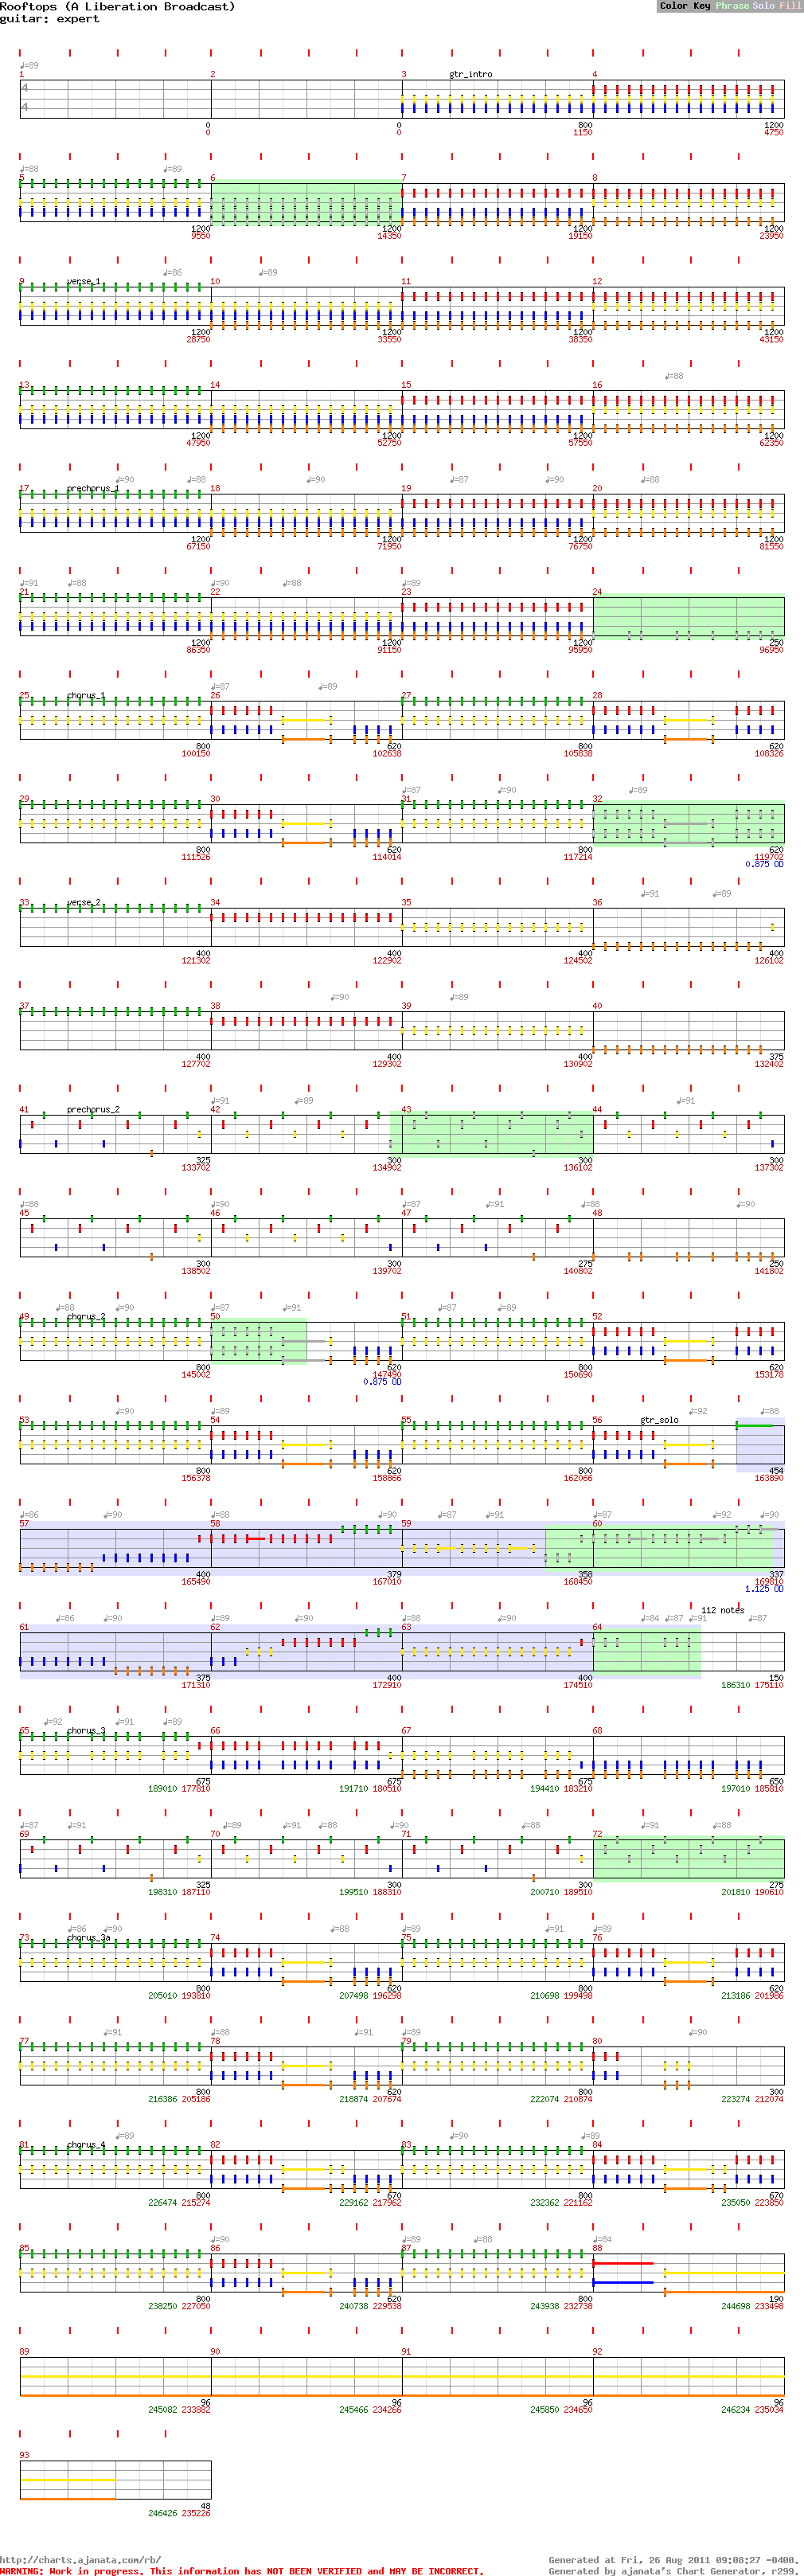 Rooftops (A Liberation Broadcast)
Color Key Phrase Solo Fill
guitar: expert
♩=89
1 2 3 gtr_intro 4
4
4
0 0 800 1200
0 0 1150 4750
♩=88 ♩=89
5 6 7 8
1200 1200 1200 1200
9550 14350 19150 23950
♩=86 ♩=89
9 verse_1 10 11 12
1200 1200 1200 1200
28750 33550 38350 43150
♩=88
13 14 15 16
1200 1200 1200 1200
47950 52750 57550 62350
♩=90 ♩=88 ♩=90 ♩=87 ♩=90 ♩=88
17 prechorus_1 18 19 20
1200 1200 1200 1200
67150 71950 76750 81550
♩=91 ♩=88 ♩=90 ♩=88 ♩=89
21 22 23 24
1200 1200 1200 250
86350 91150 95950 96950
♩=87 ♩=89
25 chorus_1 26 27 28
800 620 800 620
100150 102638 105838 108326
♩=87 ♩=90 ♩=89
29 30 31 32
800 620 800 620
111526 114014 117214 119702
0.875 OD
♩=91 ♩=89
33 verse_2 34 35 36
400 400 400 400
121302 122902 124502 126102
♩=90 ♩=89
37 38 39 40
400 400 400 375
127702 129302 130902 132402
♩=91 ♩=89 ♩=91
41 prechorus_2 42 43 44
325 300 300 300
133702 134902 136102 137302
♩=88 ♩=90 ♩=87 ♩=91 ♩=88 ♩=90
45 46 47 48
300 300 275 250
138502 139702 140802 141802
♩=88 ♩=90 ♩=87 ♩=91 ♩=87 ♩=89
49 chorus_2 50 51 52
800 620 800 620
145002 147490 150690 153178
0.875 OD
♩=90 ♩=89 ♩=92 ♩=88
53 54 55 56 gtr_solo
800 620 800 454
156378 158866 162066 163890
♩=86 ♩=90 ♩=88 ♩=90 ♩=87 ♩=91 ♩=87 ♩=92 ♩=90
57 58 59 60
400 379 358 337
165490 167010 168450 169810
1.125 OD
112 notes
♩=86 ♩=90 ♩=89 ♩=90 ♩=88 ♩=90 ♩=84 ♩=87 ♩=91 ♩=87
61 62 63 64
375 400 400 150
171310 172910 174510 186310 175110
♩=92 ♩=91 ♩=89
65 chorus_3 66 67 68
675 675 675 650
189010 177810 191710 180510 194410 183210 197010 185810
♩=87 ♩=91 ♩=89 ♩=91 ♩=88 ♩=90 ♩=88 ♩=91 ♩=88
69 70 71 72
325 300 300 275
198310 187110 199510 188310 200710 189510 201810 190610
♩=86 ♩=90 ♩=88 ♩=89 ♩=91 ♩=89
73 chorus_3a 74 75 76
800 620 800 620
205010 193810 207498 196298 210698 199498 213186 201986
♩=91 ♩=88 ♩=91 ♩=89 ♩=90
77 78 79 80
800 620 800 300
216386 205186 218874 207674 222074 210874 223274 212074
♩=89 ♩=90 ♩=89
81 chorus_4 82 83 84
800 670 800 670
226474 215274 229162 217962 232362 221162 235050 223850
♩=90 ♩=89 ♩=88 ♩=84
85 86 87 88
800 620 800 190
238250 227050 240738 229538 243938 232738 244698 233498
89 90 91 92
96 96 96 96
245082 233882 245466 234266 245850 234650 246234 235034
93
48
246426 235226
http://charts.ajanata.com/rb/
Generated at Fri, 26 Aug 2011 09:08:27 -0400.
WARNING: Work in progress. This information has NOT BEEN VERIFIED and MAY BE INCORRECT.
Generated by ajanata's Chart Generator, r299.